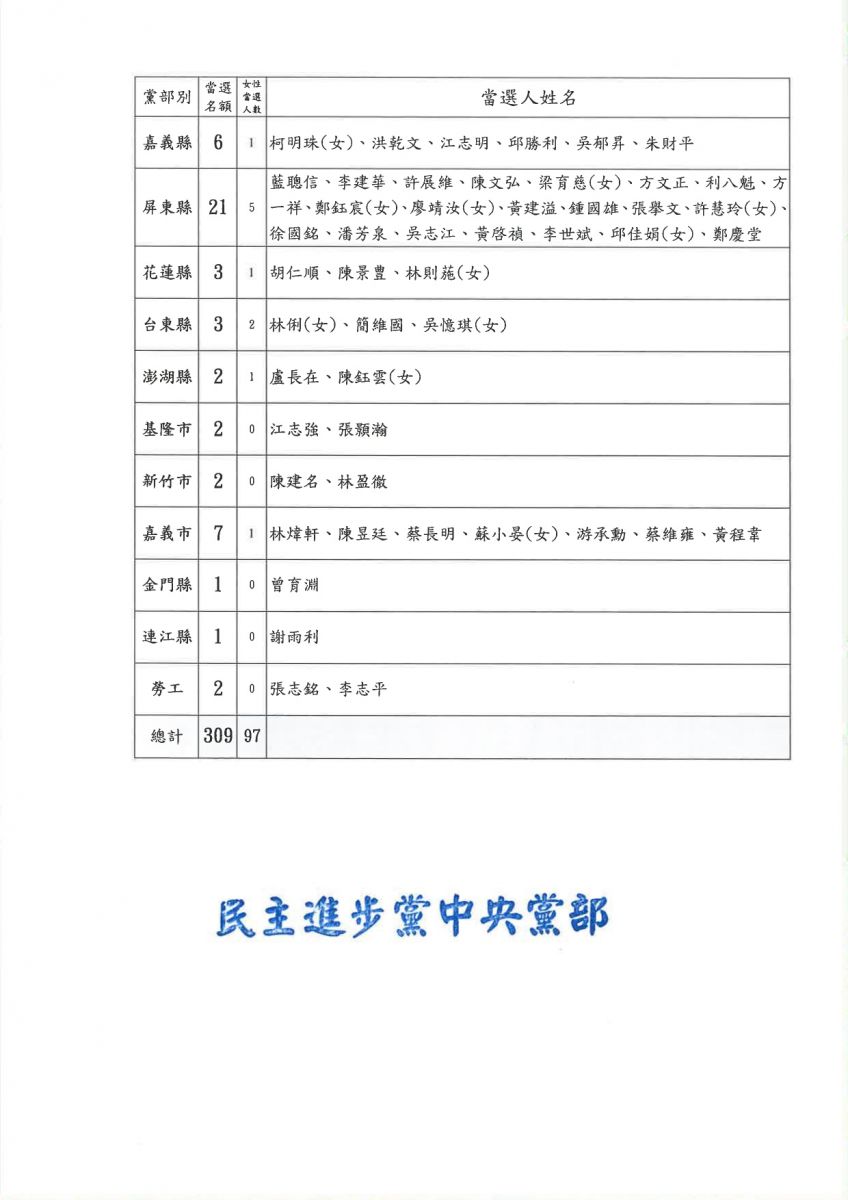 黨部別 當選名額 女性當選人數 當選人姓名
嘉義縣 6 1 柯明珠(女)、洪乾文、江志明、邱勝利、吳郁昇、朱財平
屏東縣 21 5 藍聰信、李建華、許展維、陳文弘、梁育慈(女)、方文正、利八魁、方
一祥、鄭鈺宸(女)、廖靖汝(女)、黃建溢、鍾國雄、張舉文、許慧玲(女)、
徐國銘、潘芳泉、吳志江、黃啓禎、李世斌、邱佳娟(女)、鄭慶堂
花蓮縣 3 1 胡仁順、陳景豊、林則葹(女)
台東縣 3 2 林俐(女)、簡維國、吳憶琪(女)
澎湖縣 2 1 盧長在、陳鈺雲(女)
基隆市 2 0 江志強、張顥瀚
新竹市 2 0 陳建名、林盈徹
嘉義市 7 1 林煒軒、陳昱廷、蔡長明、蘇小晏(女)、游承勳、蔡維雍、黃程韋
金門縣 1 0 曾育淵
連江縣 1 0 謝雨利
勞工 2 0 張志銘、李志平
總計 309 97
民主進步黨中央黨部